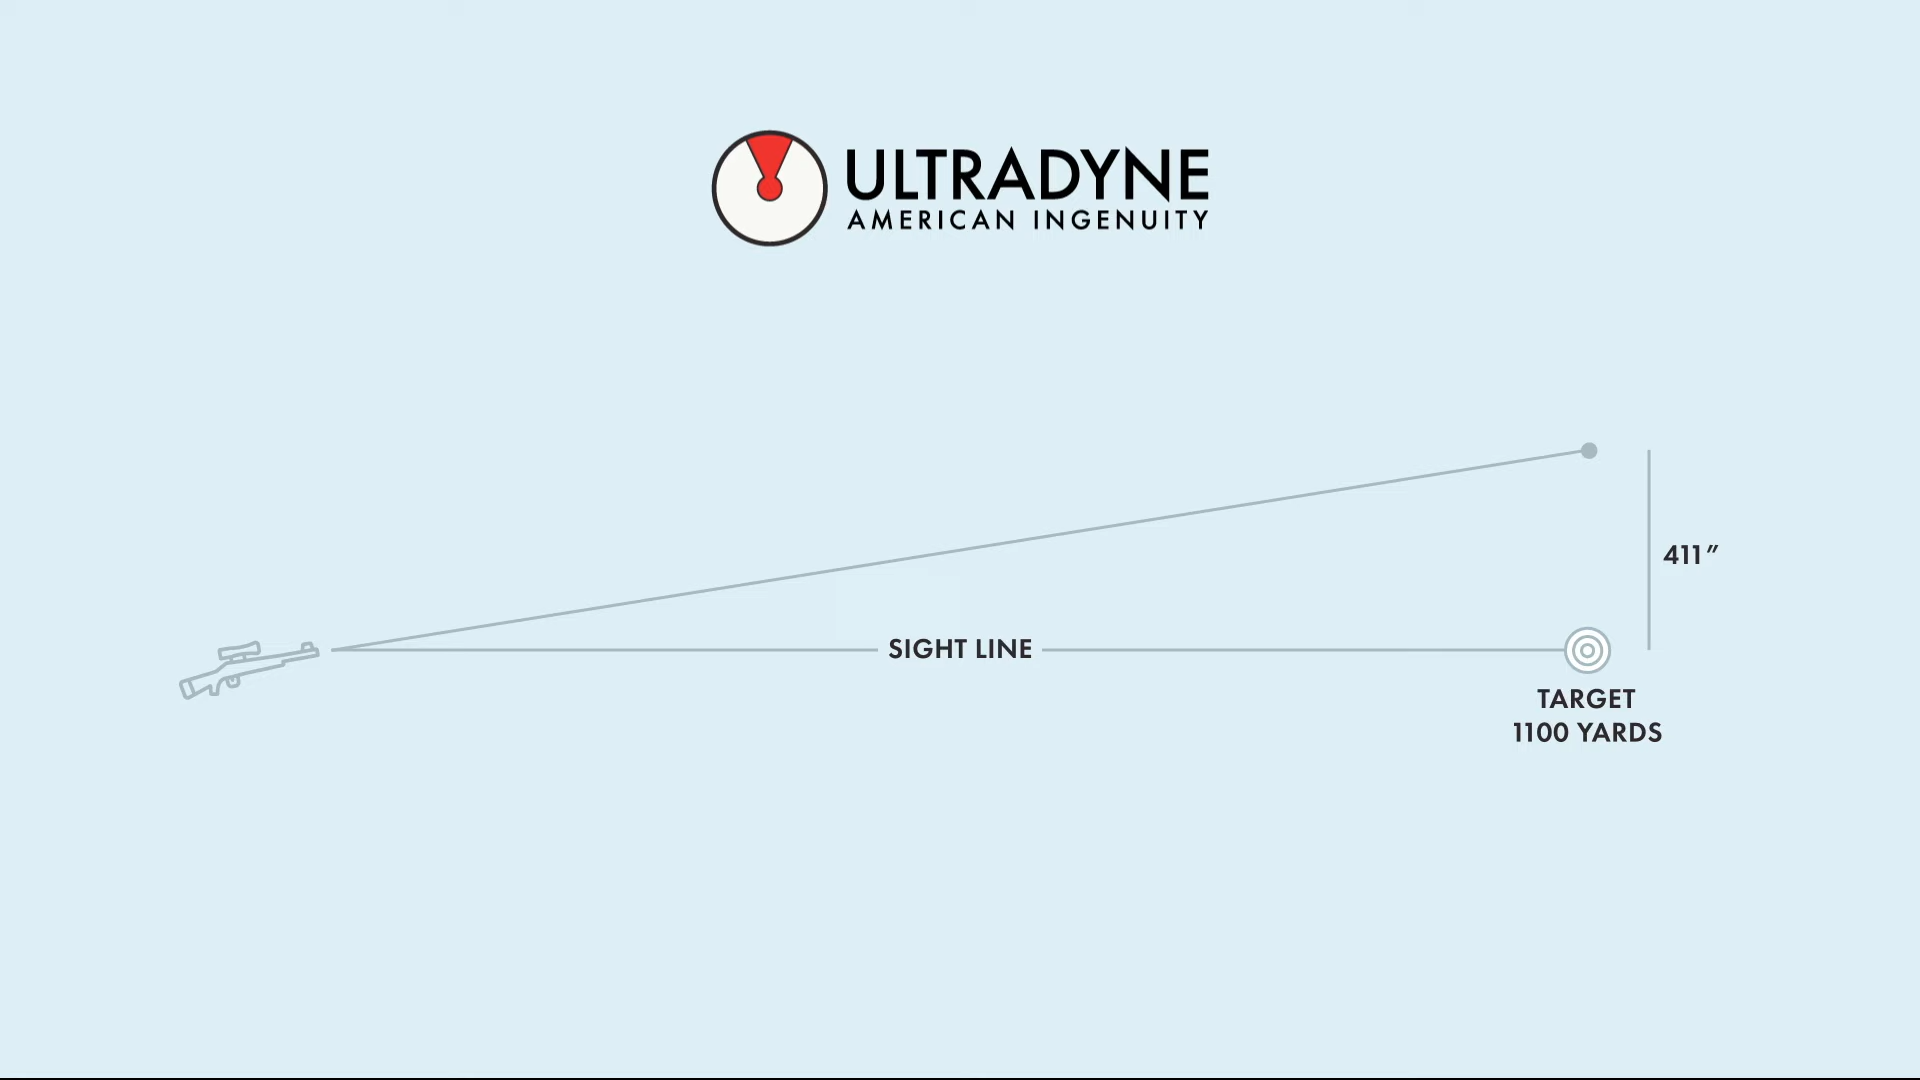 ULTRADYNE
AMERICAN INGENUITY
411”
SIGHT LINE
TARGET
1100 YARDS